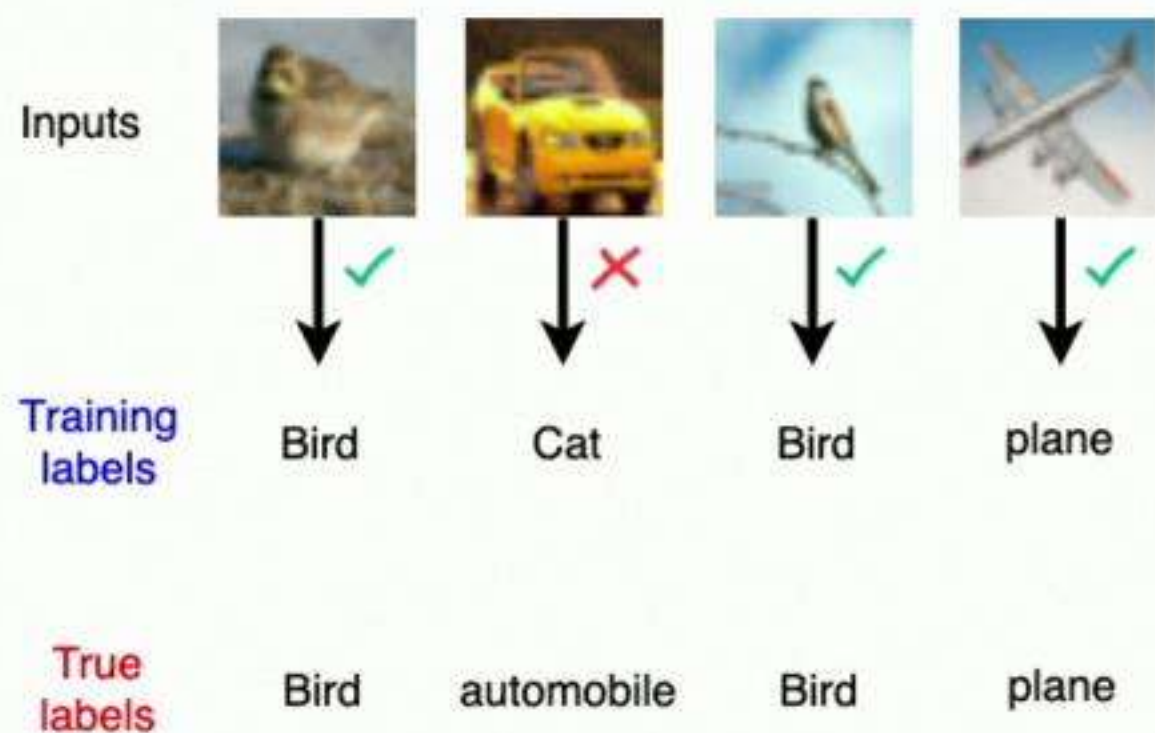 Inputs
Training
labels
Bird
Cat
Bird
plane
True
labels
Bird
automobile
Bird
plane